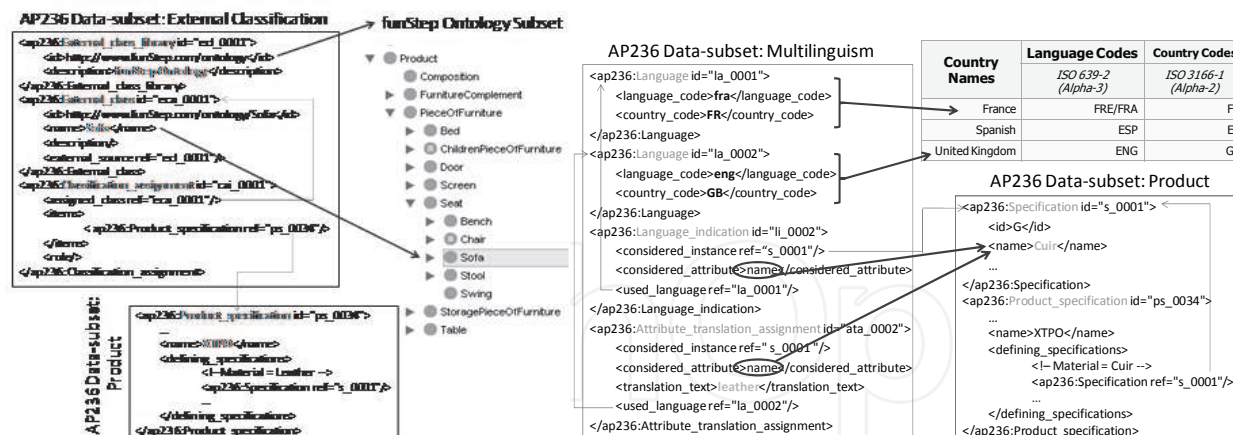 AP236 Data-subset: External Classification
<ap236:External_class_library id="ecl_0001">
<id>http://www.funStep.com/ontology</id>
<description>funStepOntology</description>
</ap236:External_class_library>
<ap236:External_class id="eca_0001">
<id>http://www.funStep.com/ontology/Sofa</id>
<name>Sofa</name>
<description/>
<external_source ref="ecl_0001"/>
</ap236:External_class>
<ap236:Classification_assignment id="cai_0001">
<assigned_class ref="eca_0001"/>
<items>
<ap236:Product_specification ref="ps_0034"/>
</items>
<role/>
</ap236:Classification_assignment>
AP236 Data-subset:
Product
<ap236:Product_specification id="ps_0034">
...
<name>XTPO</name>
<defining_specifications>
<!– Material = Leather -->
<ap236:Specification ref="s_0001"/>
...
</defining_specifications>
</ap236:Product_specification>
funStep Ontology Subset
Product
Composition
FurnitureComplement
PieceOfFurniture
Bed
ChildrenPieceOfFurniture
Door
Screen
Seat
Bench
Chair
Sofa
Stool
Swing
StoragePieceOfFurniture
Table
AP236 Data-subset: Multilinguism
<ap236:Language id="la_0001">
<language_code>fra</language_code>
<country_code>FR</country_code>
</ap236:Language>
<ap236:Language id="la_0002">
<language_code>eng</language_code>
<country_code>GB</country_code>
</ap236:Language>
<ap236:Language_indication id="li_0002">
<considered_instance ref="s_0001"/>
<considered_attribute>name</considered_attribute>
<used_language ref="la_0001"/>
</ap236:Language_indication>
<ap236:Attribute_translation_assignment id="ata_0002">
<considered_instance ref=" s_0001"/>
<considered_attribute>name</considered_attribute>
<translation_text>leather</translation_text>
<used_language ref="la_0002"/>
</ap236:Attribute_translation_assignment>
Country Names Language Codes Country Codes
ISO 639-2 (Alpha-3) ISO 3166-1 (Alpha-2)
France FRE/FRA F
Spanish ESP E
United Kingdom ENG G
AP236 Data-subset: Product
<ap236:Specification id="s_0001">
<id>G</id>
<name>Cuir</name>
...
</ap236:Specification>
<ap236:Product_specification id="ps_0034">
...
<name>XTPO</name>
<defining_specifications>
<!– Material = Cuir -->
<ap236:Specification ref="s_0001"/>
...
</defining_specifications>
</ap236:Product_specification>